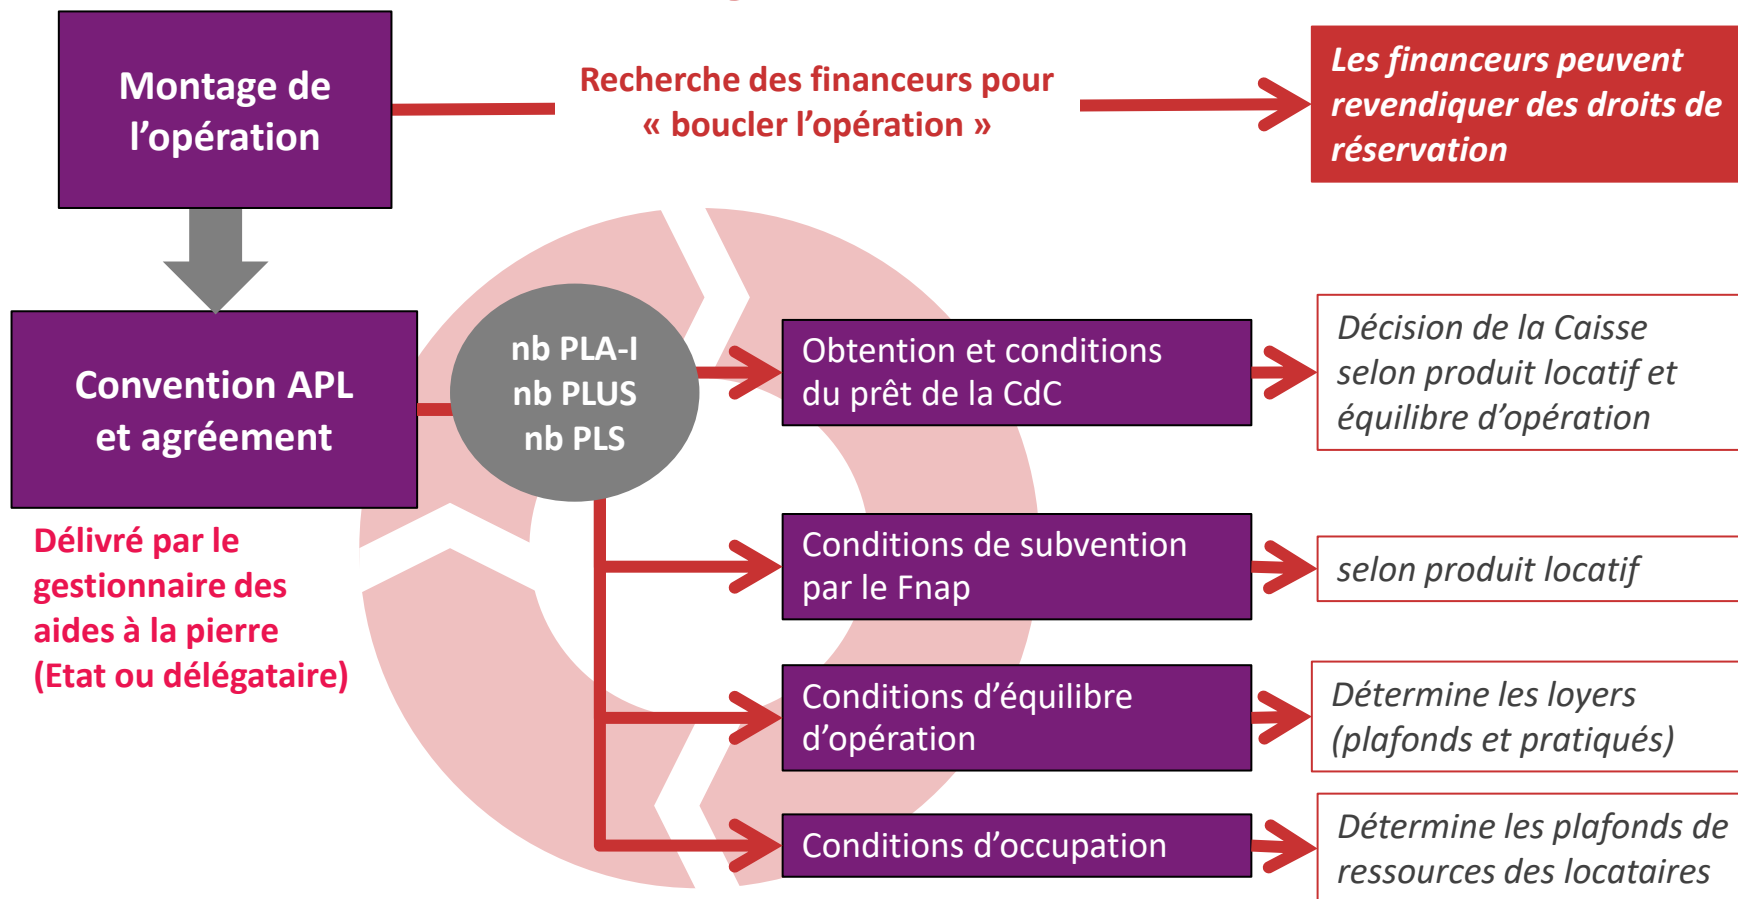 Montage de
l’opération
Recherche des financeurs pour
« boucler l’opération »
Les financeurs peuvent
revendiquer des droits de
réservation
Convention APL
et agréement
Délivré par le
gestionnaire des
aides à la pierre
(Etat ou délégataire)
nb PLA-I
nb PLUS
nb PLS
Obtention et conditions
du prêt de la CdC
Décision de la Caisse
selon produit locatif et
équilibre d’opération
Conditions de subvention
par le Fnap
selon produit locatif
Conditions d’équilibre
d’opération
Détermine les loyers
(plafonds et pratiqués)
Conditions d’occupation
Détermine les plafonds de
ressources des locataires